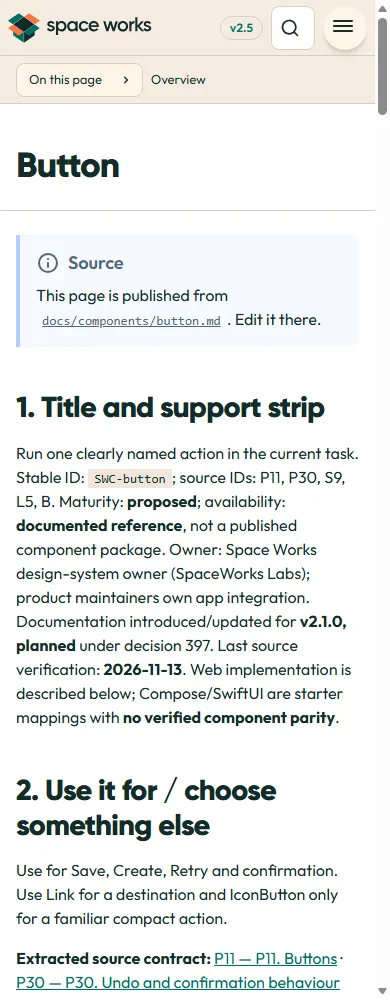 space works
v2.5
On this page
Overview
Button
Source
This page is published from
docs/components/button.md . Edit it there.
1. Title and support strip
Run one clearly named action in the current task.
Stable ID: SWC-button; source IDs: P11, P30, S9,
L5, B. Maturity: proposed; availability:
documented reference, not a published
component package. Owner: Space Works
design-system owner (SpaceWorks Labs);
product maintainers own app integration.
Documentation introduced/updated for v2.1.0,
planned under decision 397. Last source
verification: 2026-11-13. Web implementation is
described below; Compose/SwiftUI are starter
mappings with no verified component parity.
2. Use it for / choose
something else
Use for Save, Create, Retry and confirmation.
Use Link for a destination and IconButton only
for a familiar compact action.
Extracted source contract: P11 — P11. Buttons ·
P30 — P30. Undo and confirmation behaviour